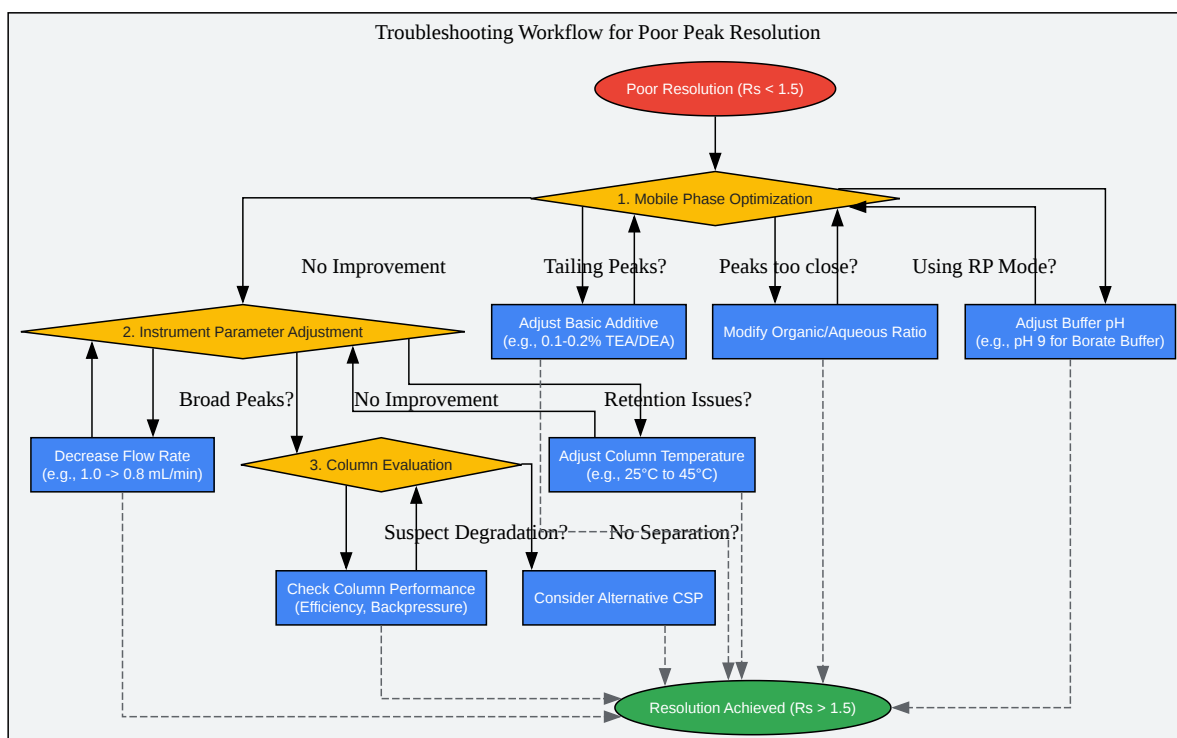 Troubleshooting Workflow for Poor Peak Resolution
Poor Resolution (Rs < 1.5)
1. Mobile Phase Optimization
No Improvement
Tailing Peaks?
Peaks too close?
Using RP Mode?
2. Instrument Parameter Adjustment
Adjust Basic Additive
(e.g., 0.1-0.2% TEA/DEA)
Modify Organic/Aqueous Ratio
Adjust Buffer pH
(e.g., pH 9 for Borate Buffer)
Broad Peaks?
No Improvement
Retention Issues?
Decrease Flow Rate
(e.g., 1.0 -> 0.8 mL/min)
3. Column Evaluation
Adjust Column Temperature
(e.g., 25°C to 45°C)
Suspect Degradation?
No Separation?
Check Column Performance
(Efficiency, Backpressure)
Consider Alternative CSP
Resolution Achieved (Rs > 1.5)